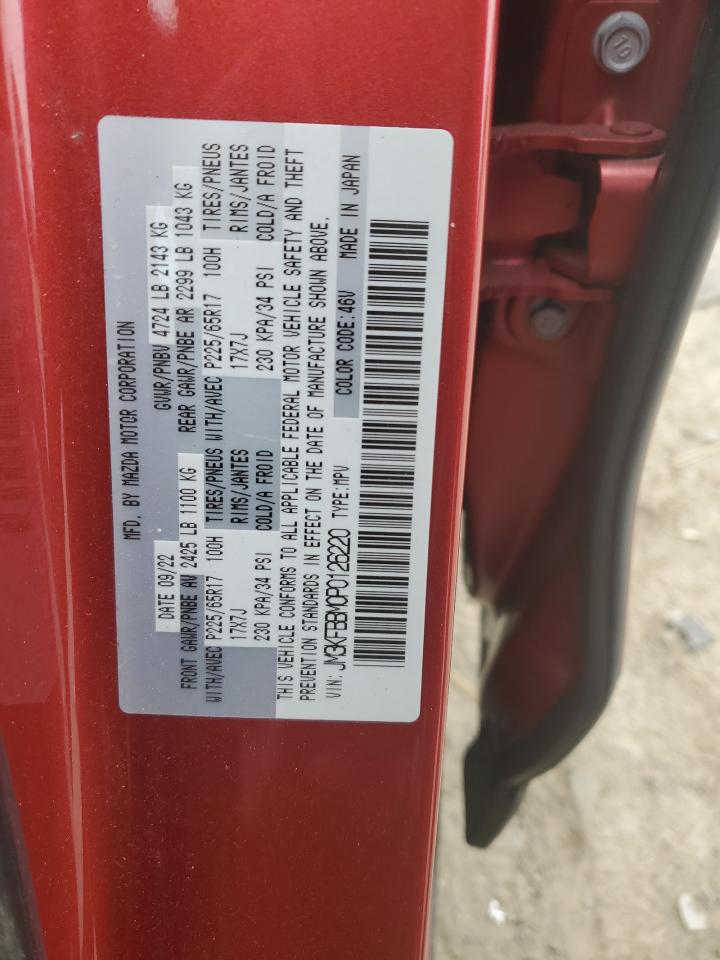 MFD. BY MAZDA MOTOR CORPORATION
DATE 09/22 GVWR/PNBV 4724 LB 2143 KG
FRONT GAWR/PNBE AV 2425 LB 1100 KG REAR GAWR/PNBE AR 2299 LB 1043 KG
WITH/AVEC P225/65R17 100H TIRES/PNEUS WITH/AVEC P225/65R17 100H TIRES/PNEUS
17X7J RIMS/JANTES 17X7J RIMS/JANTES
230 KPA/34 PSI COLD/A FROID 230 KPA/34 PSI COLD/A FROID
THIS VEHICLE CONFORMS TO ALL APPLICABLE FEDERAL MOTOR VEHICLE SAFETY AND THEFT
PREVENTION STANDARDS IN EFFECT ON THE DATE OF MANUFACTURE SHOWN ABOVE.
VIN: JM3KFBBM0P0126220 TYPE:MPV COLOR CODE:46V MADE IN JAPAN
10